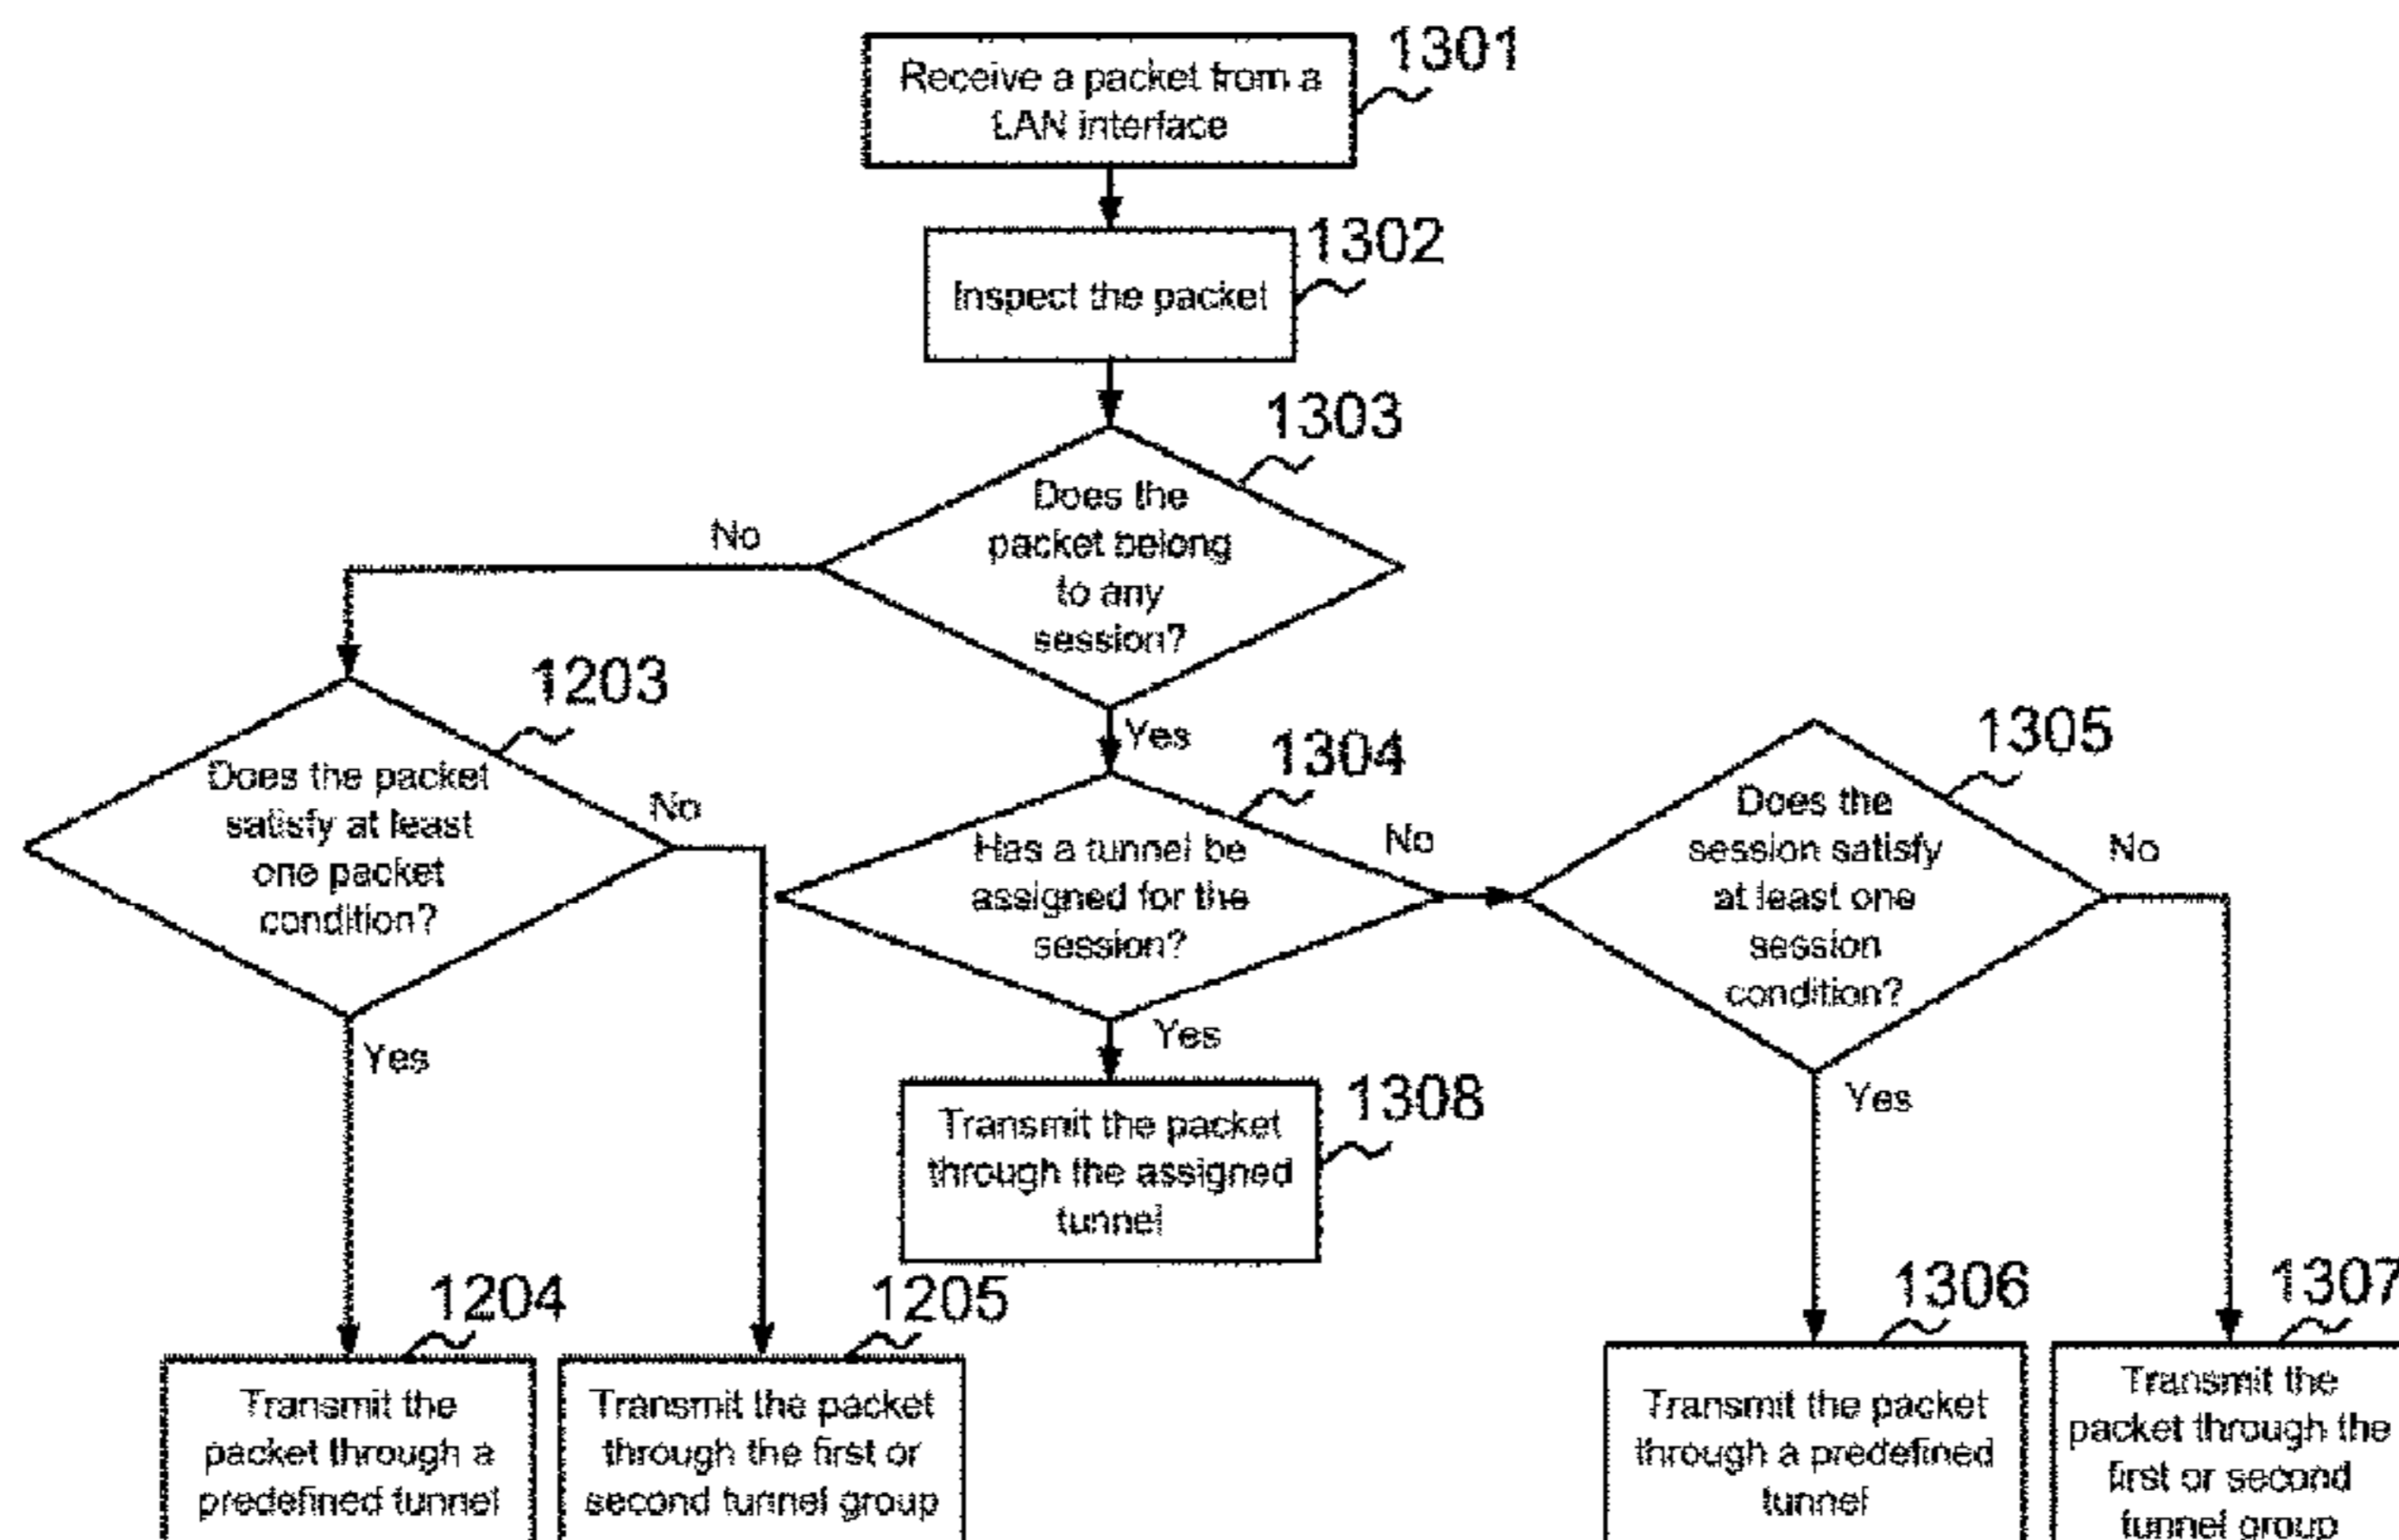 1301
Receive a packet from a
LAN interface
1302
Inspect the packet
1303
Does the
packet belong
to any
session?
No
Yes
1203
Does the packet
satisfy at least
one packet
condition?
No
Yes
1304
Has a tunnel be
assigned for the
session?
No
Yes
1305
Does the
session satisfy
at least one
session
condition?
No
Yes
1308
Transmit the packet
through the assigned
tunnel
1204
Transmit the
packet through a
predefined tunnel
1205
Transmit the packet
through the first or
second tunnel group
1306
Transmit the packet
through a predefined
tunnel
1307
Transmit the
packet through the
first or second
tunnel group